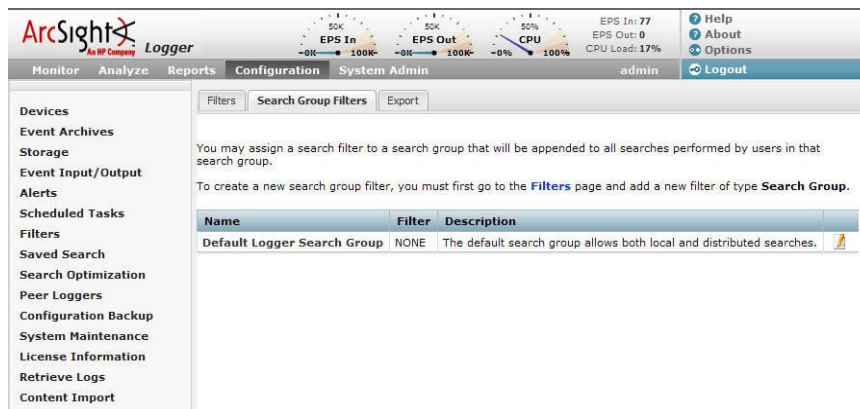 ArcSight
An HP Company
Logger
50K
EPS In
0K
100K
50K
EPS Out
0K
100K
50%
CPU
0%
100%
EPS In: 77
EPS Out: 0
CPU Load: 17%
Help
About
Options
Monitor Analyze Reports Configuration System Admin admin Logout
Filters Search Group Filters Export
Devices
Event Archives
Storage
Event Input/Output
Alerts
Scheduled Tasks
Filters
Saved Search
Search Optimization
Peer Loggers
Configuration Backup
System Maintenance
License Information
Retrieve Logs
Content Import
You may assign a search filter to a search group that will be appended to all searches performed by users in that
search group.
To create a new search group filter, you must first go to the Filters page and add a new filter of type Search Group.
Name Filter Description
Default Logger Search Group NONE The default search group allows both local and distributed searches.